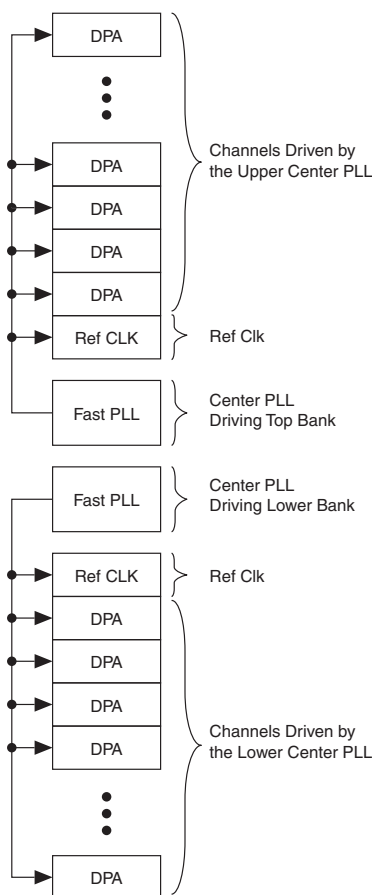 DPA
DPA
Channels Driven by
the Upper Center PLL
DPA
DPA
DPA
Ref CLK
Ref Clk
Fast PLL
Center PLL
Driving Top Bank
Fast PLL
Center PLL
Driving Lower Bank
Ref CLK
Ref Clk
DPA
DPA
DPA
DPA
Channels Driven by
the Lower Center PLL
DPA